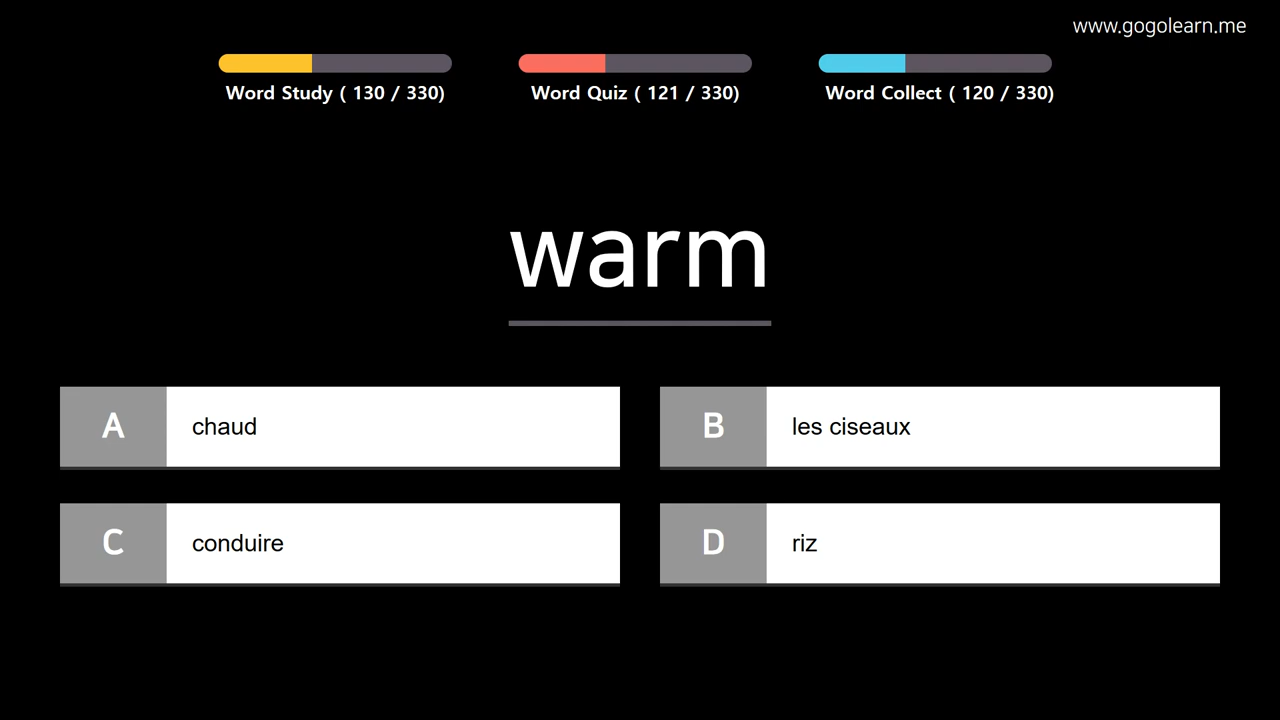 www.gogolearn.me
Word Study ( 130 / 330)
Word Quiz ( 121 / 330)
Word Collect ( 120 / 330)
warm
A chaud
B les ciseaux
C conduire
D riz